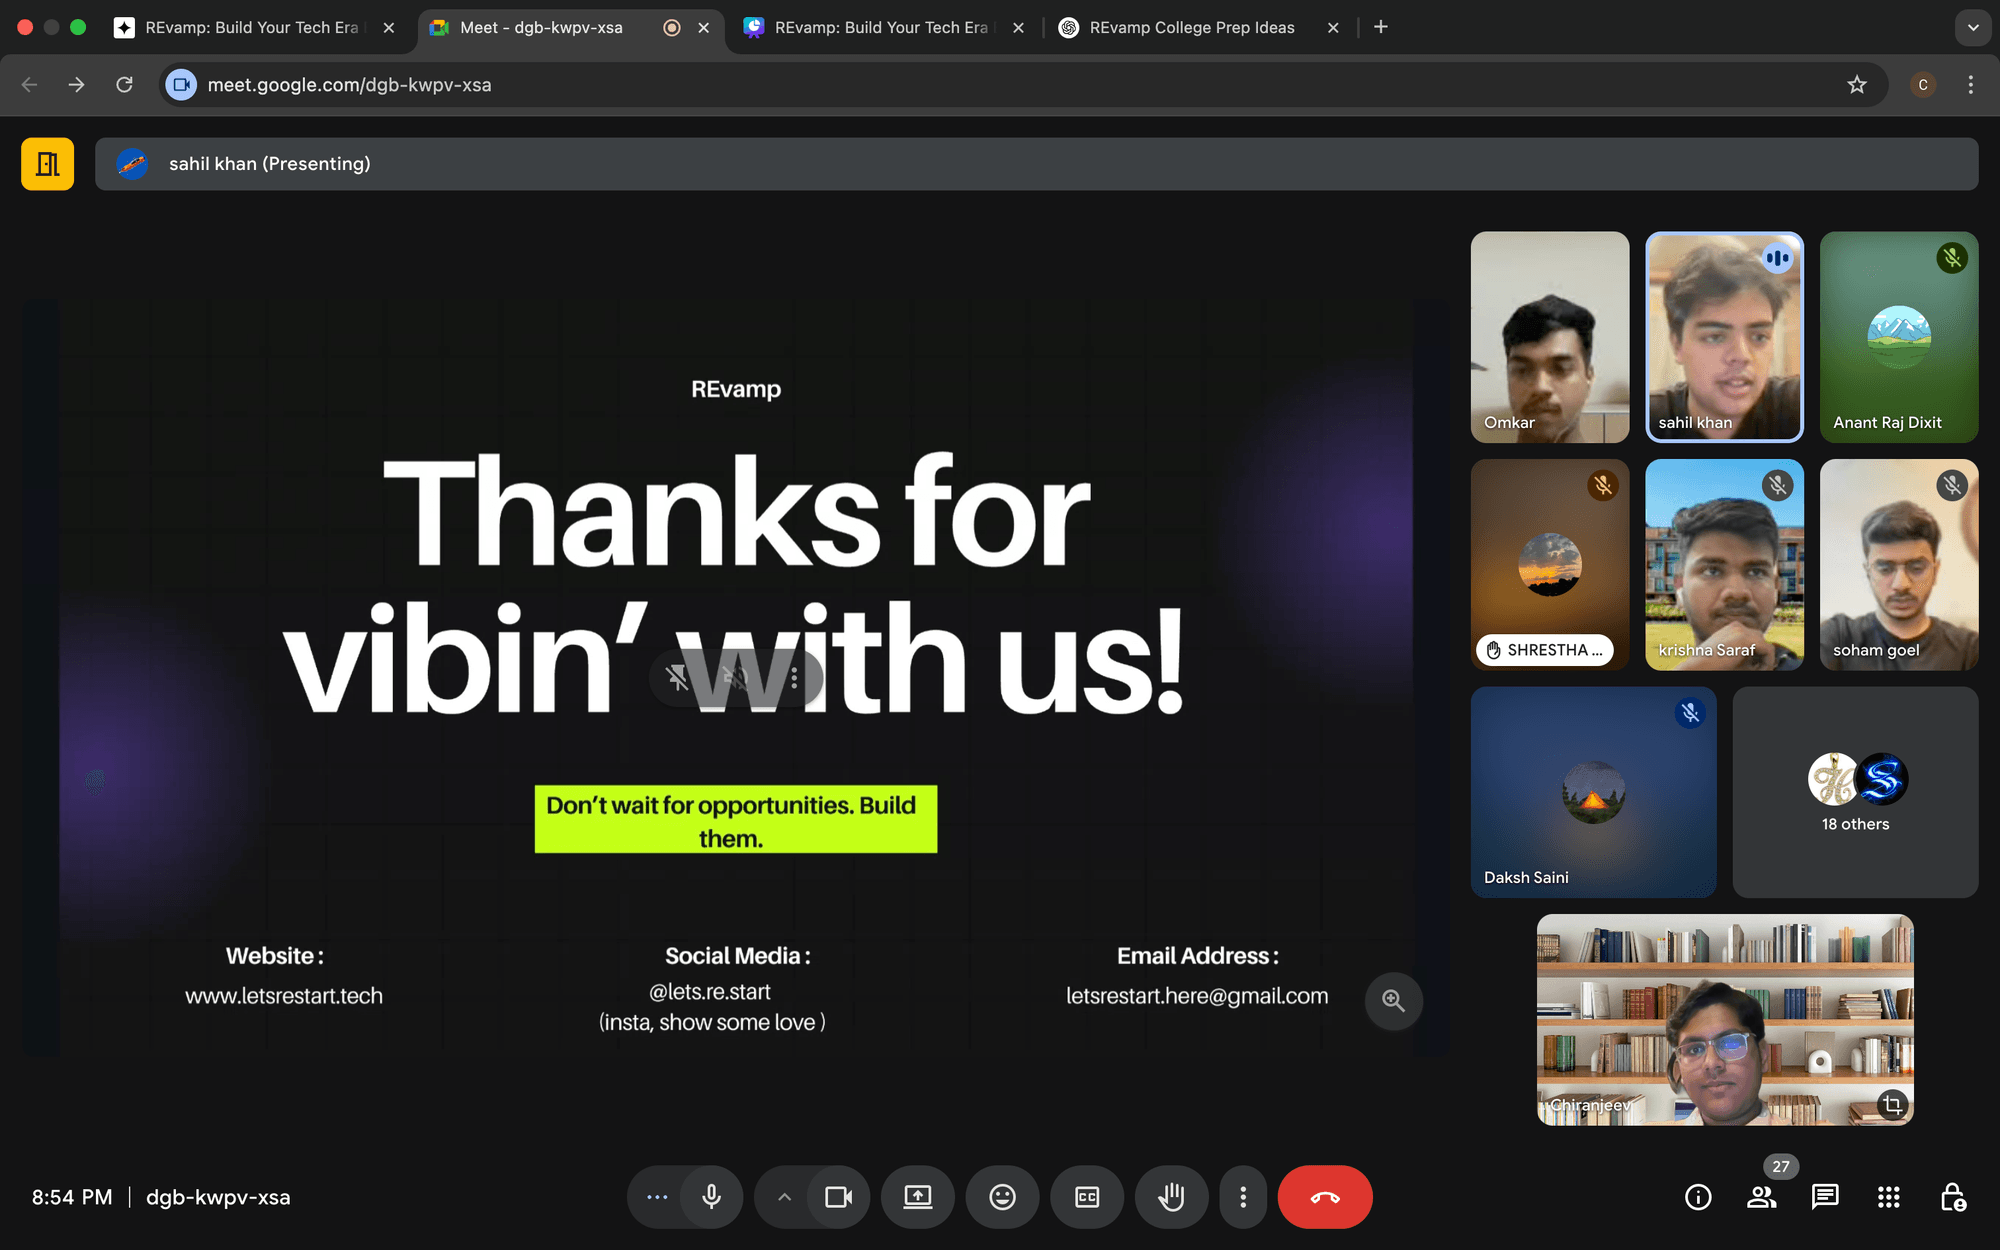 REvamp: Build Your Tech Era
Meet - dgb-kwpv-xsa
REvamp: Build Your Tech Era
REvamp College Prep Ideas
meet.google.com/dgb-kwpv-xsa
C
sahil khan (Presenting)
REvamp
Thanks for
vibin’ with us!
Don’t wait for opportunities. Build
them.
Website :
www.letsrestart.tech
Social Media :
@lets.re.start
(insta, show some love )
Email Address :
letsrestart.here@gmail.com
Omkar
sahil khan
Anant Raj Dixit
SHRESTHA ...
krishna Saraf
soham goel
Daksh Saini
18 others
Chiranjeev
8:54 PM
dgb-kwpv-xsa
CC
27